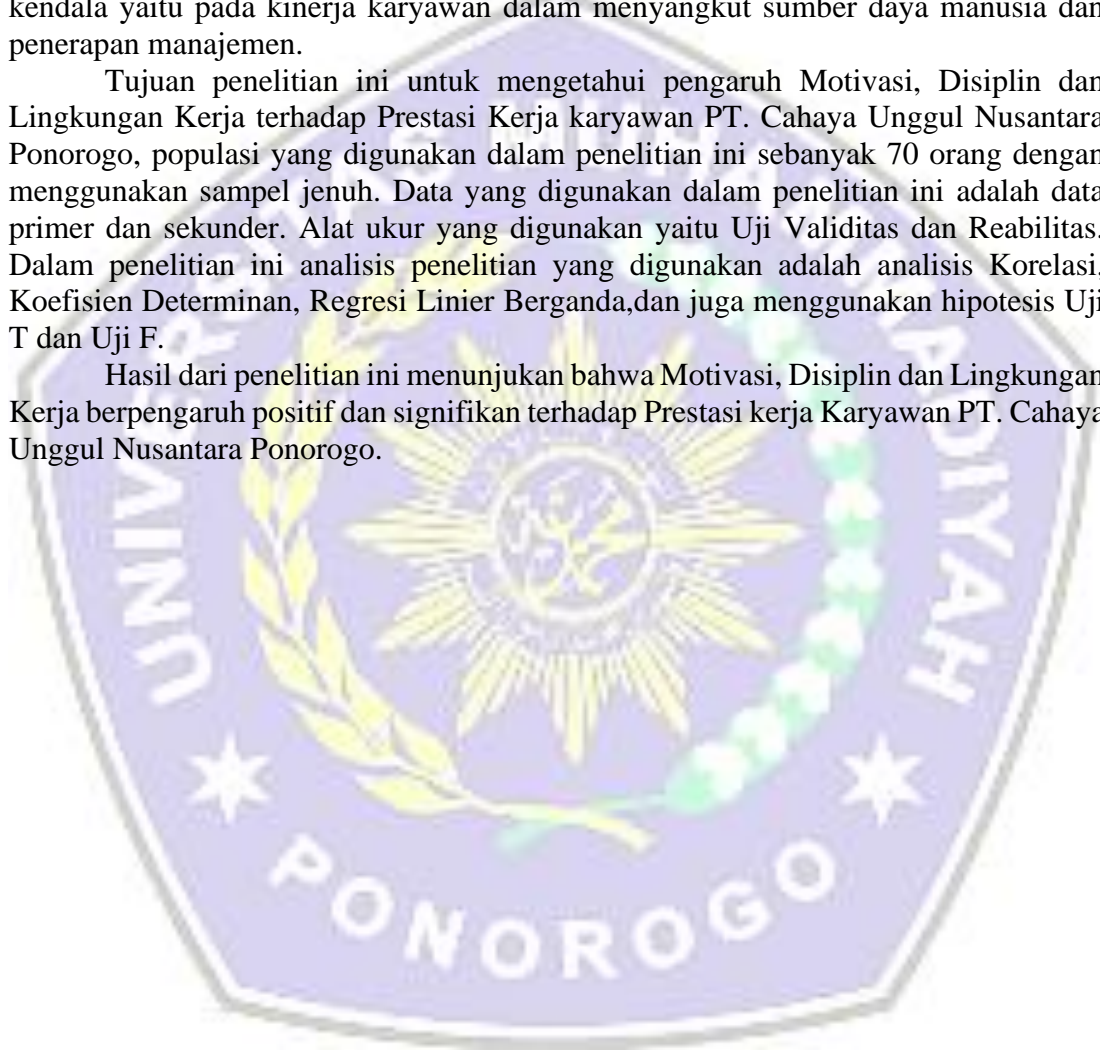 kendala yaitu pada kinerja karyawan dalam menyangkut sumber daya manusia dan
penerapan manajemen.
Tujuan penelitian ini untuk mengetahui pengaruh Motivasi, Disiplin dan
Lingkungan Kerja terhadap Prestasi Kerja karyawan PT. Cahaya Unggul Nusantara
Ponorogo, populasi yang digunakan dalam penelitian ini sebanyak 70 orang dengan
menggunakan sampel jenuh. Data yang digunakan dalam penelitian ini adalah data
primer dan sekunder. Alat ukur yang digunakan yaitu Uji Validitas dan Reabilitas.
Dalam penelitian ini analisis penelitian yang digunakan adalah analisis Korelasi,
Koefisien Determinan, Regresi Linier Berganda,dan juga menggunakan hipotesis Uji
T dan Uji F.
Hasil dari penelitian ini menunjukan bahwa Motivasi, Disiplin dan Lingkungan
Kerja berpengaruh positif dan signifikan terhadap Prestasi kerja Karyawan PT. Cahaya
Unggul Nusantara Ponorogo.
UNIVERSITAS MUHAMMADIYAH
PONOROGO